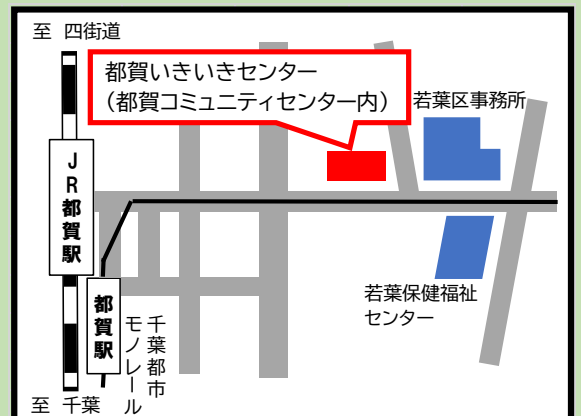 至 四街道
都賀いきいきセンター
（都賀コミュニティセンター内）
若葉区事務所
JR都賀駅
若葉保健福祉
センター
都賀駅
千葉都市
モノレール
至 千葉